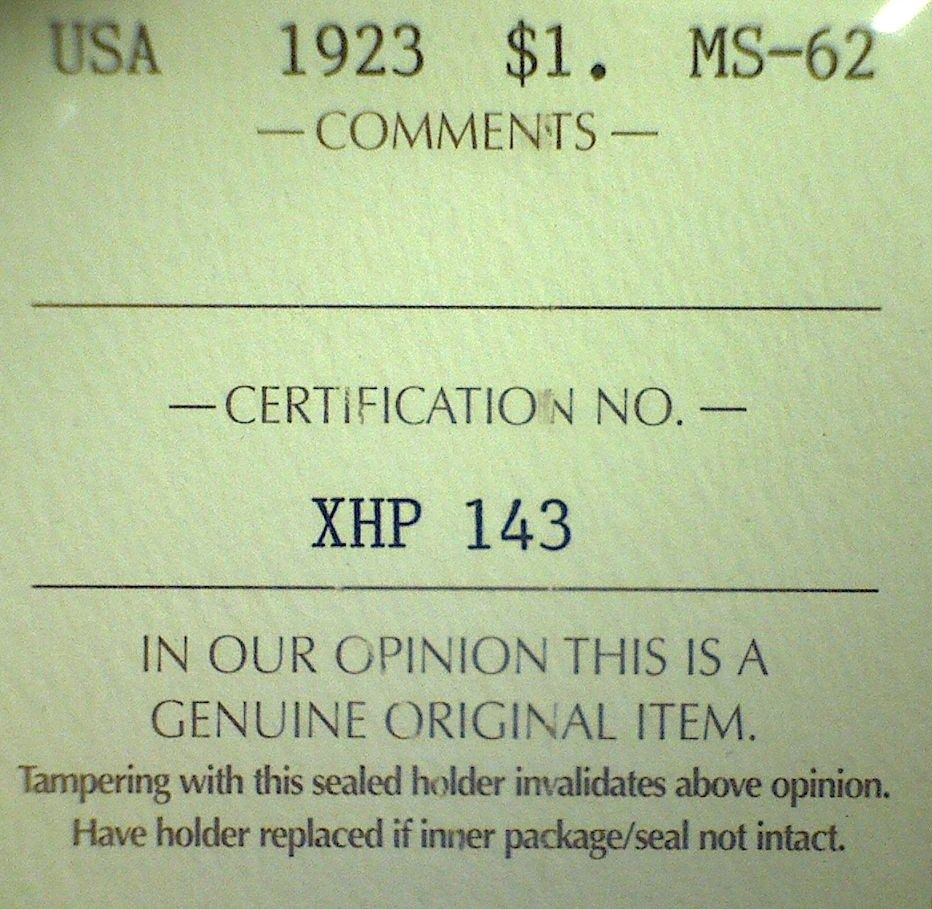 USA 1923 $1. MS-62
— COMMENTS —
— CERTIFICATION NO. —
XHP 143
IN OUR OPINION THIS IS A
GENUINE ORIGINAL ITEM.
Tampering with this sealed holder invalidates above opinion.
Have holder replaced if inner package/seal not intact.